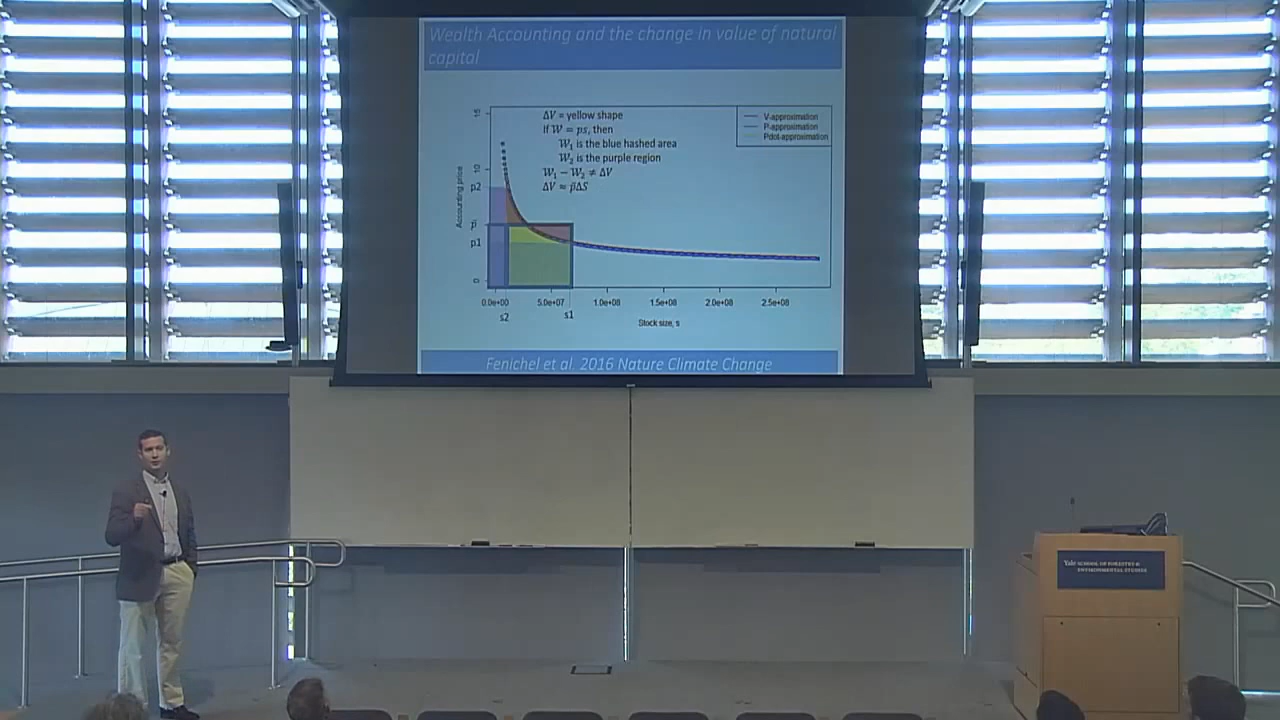 Wealth Accounting and the change in value of natural
capital
ΔV = yellow shape
If W = ps, then
W₁ is the blue hashed area
W₂ is the purple region
W₁ − W₂ ≠ ΔV
ΔV ≈ p̄ΔS
V-approximation
P-approximation
Pdot-approximation
Accounting price
15
10
p2
p̄
p1
0
0.0e+00
5.0e+07
1.0e+08
1.5e+08
2.0e+08
2.5e+08
s2
s1
Stock size, s
Fenichel et al. 2016 Nature Climate Change
Yale SCHOOL OF FORESTRY &
ENVIRONMENTAL STUDIES